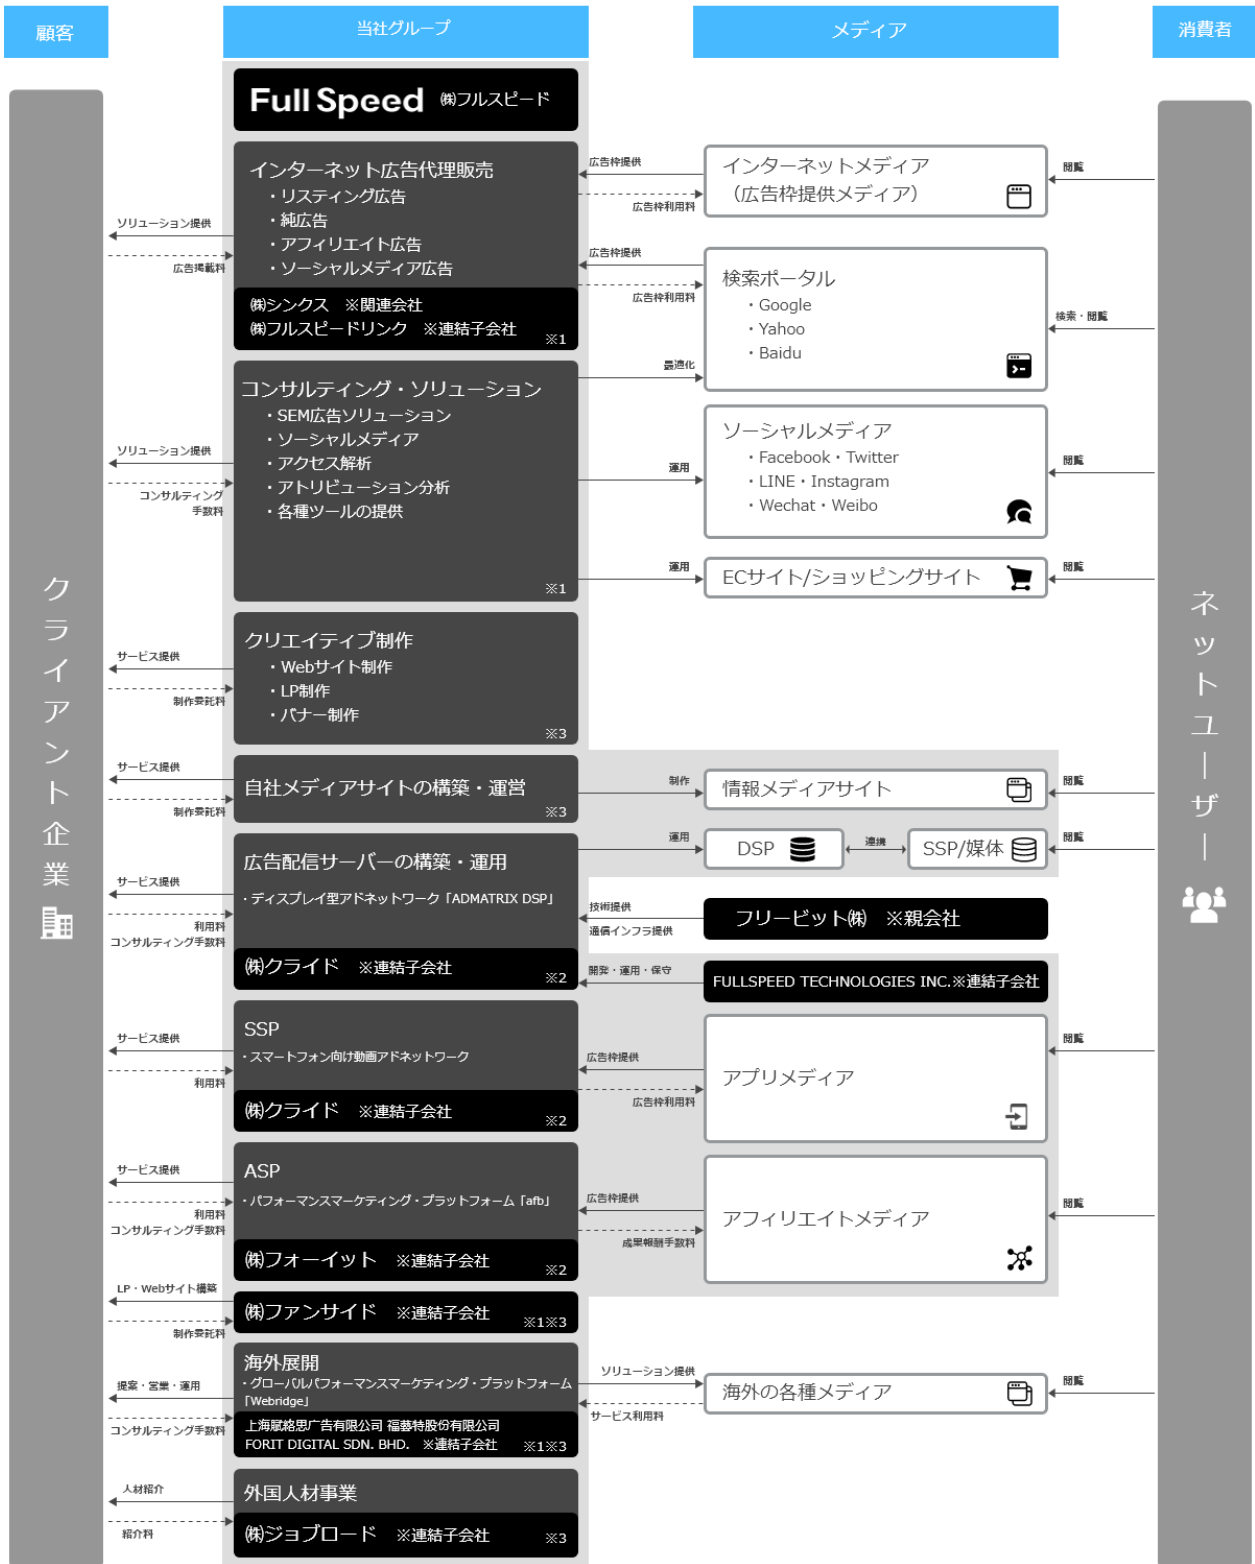 顧客
当社グループ
メディア
消費者
クライアント企業
ネットユーザー
Full Speed ㈱フルスピード
インターネット広告代理販売
・リスティング広告
・純広告
・アフィリエイト広告
・ソーシャルメディア広告
㈱シンクス ※関連会社
㈱フルスピードリンク ※連結子会社
※1
ソリューション提供
広告掲載料
広告枠提供
広告枠利用料
インターネットメディア
（広告枠提供メディア）
閲覧
広告枠提供
広告枠利用料
検索ポータル
・Google
・Yahoo
・Baidu
検索・閲覧
最適化
コンサルティング・ソリューション
・SEM広告ソリューション
・ソーシャルメディア
・アクセス解析
・アトリビューション分析
・各種ツールの提供
※1
ソリューション提供
コンサルティング
手数料
運用
ソーシャルメディア
・Facebook・Twitter
・LINE・Instagram
・Wechat・Weibo
閲覧
運用
ECサイト/ショッピングサイト
閲覧
クリエイティブ制作
・Webサイト制作
・LP制作
・バナー制作
※3
サービス提供
制作委託料
自社メディアサイトの構築・運営
※3
サービス提供
制作委託料
制作
情報メディアサイト
閲覧
広告配信サーバーの構築・運用
・ディスプレイ型アドネットワーク「ADMATRIX DSP」
㈱クライド ※連結子会社
※2
サービス提供
利用料
コンサルティング手数料
運用
DSP
連携
SSP/媒体
閲覧
技術提供
通信インフラ提供
フリービット㈱ ※親会社
開発・運用・保守
FULLSPEED TECHNOLOGIES INC.※連結子会社
SSP
・スマートフォン向け動画アドネットワーク
㈱クライド ※連結子会社
※2
サービス提供
利用料
広告枠提供
広告枠利用料
アプリメディア
閲覧
ASP
・パフォーマンスマーケティング・プラットフォーム「afb」
㈱フォーイット ※連結子会社
※2
サービス提供
利用料
コンサルティング手数料
広告枠提供
成果報酬手数料
アフィリエイトメディア
閲覧
LP・Webサイト構築
制作委託料
㈱ファンサイド ※連結子会社
※1※3
海外展開
・グローバルパフォーマンスマーケティング・プラットフォーム
「Webridge」
上海賦絡思广告有限公司 福藝特股份有限公司
FORIT DIGITAL SDN. BHD. ※連結子会社
※1※3
提案・営業・運用
コンサルティング手数料
ソリューション提供
サービス利用料
海外の各種メディア
閲覧
外国人材事業
㈱ジョブロード ※連結子会社
※3
人材紹介
紹介料